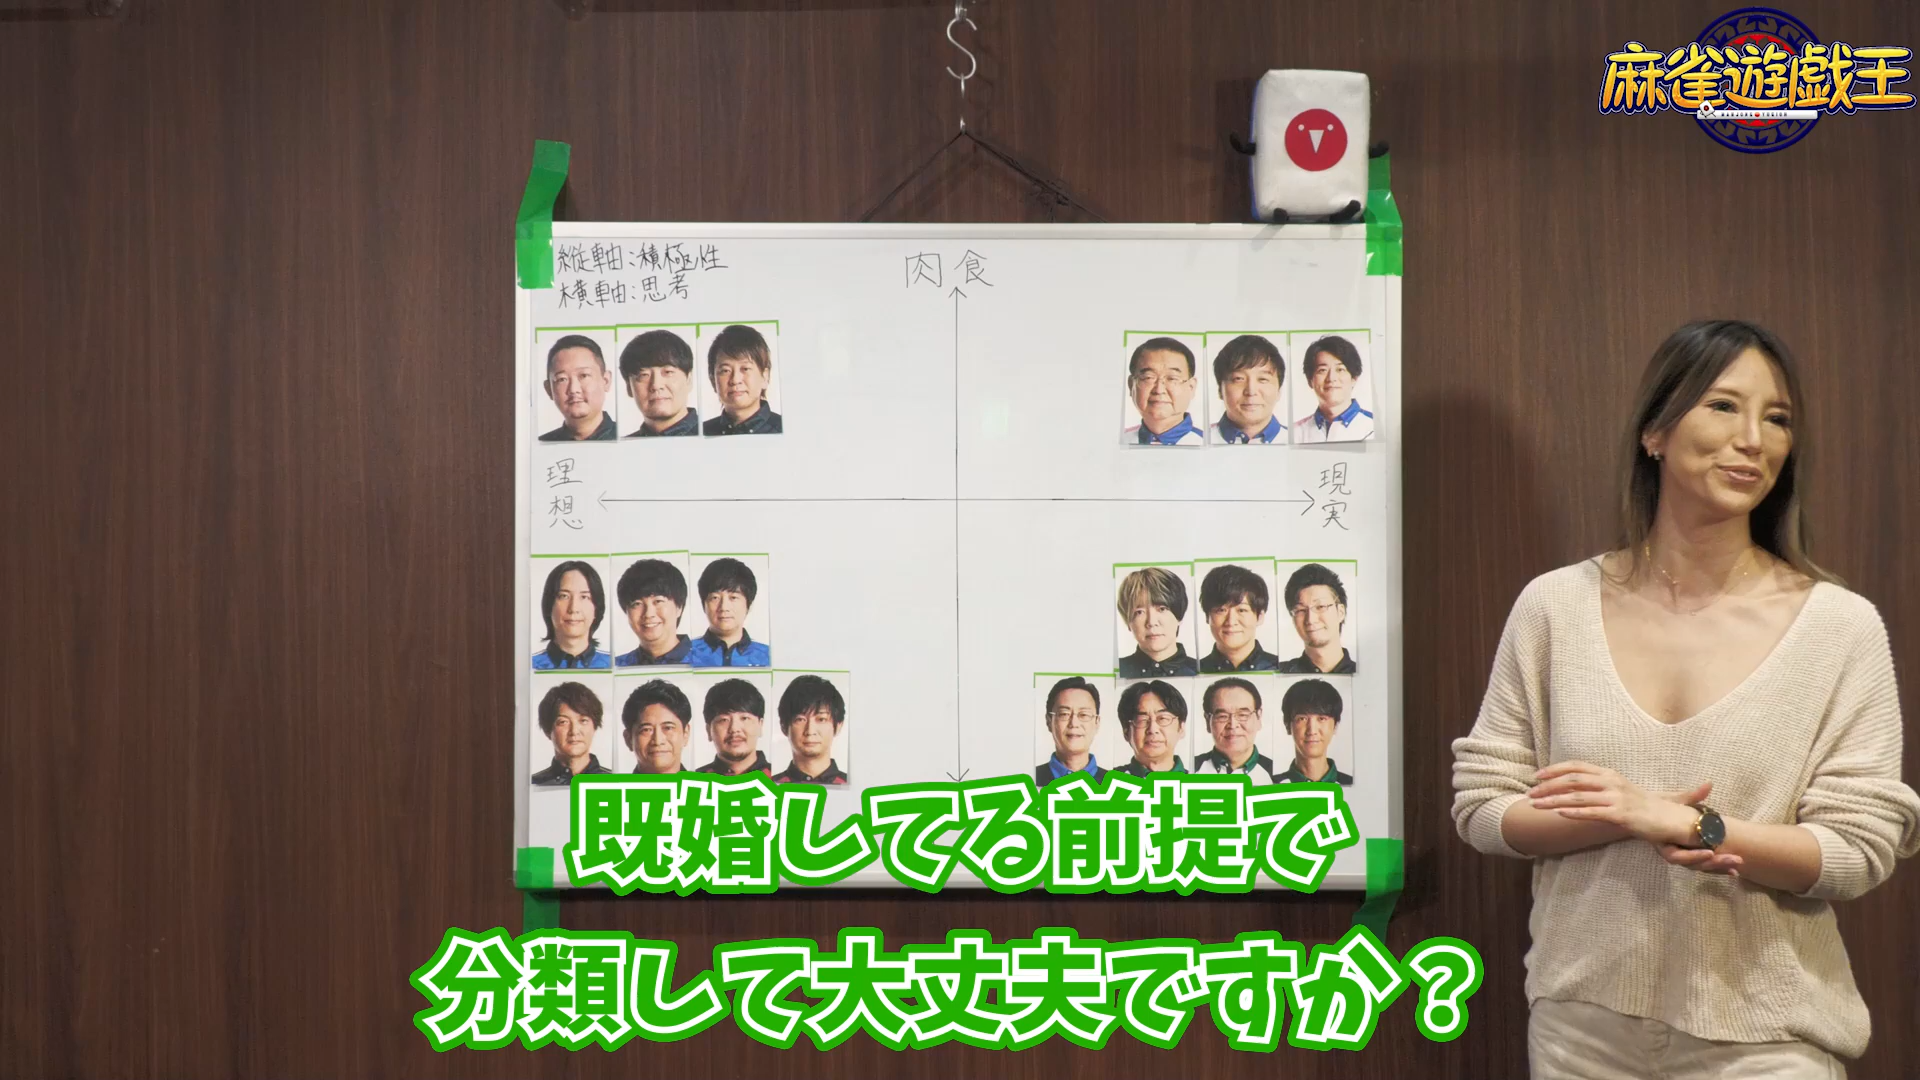 麻雀遊戯王
縦軸:積極性
横軸:思考
肉食
理想
現実
既婚してる前提で
分類して大丈夫ですか?